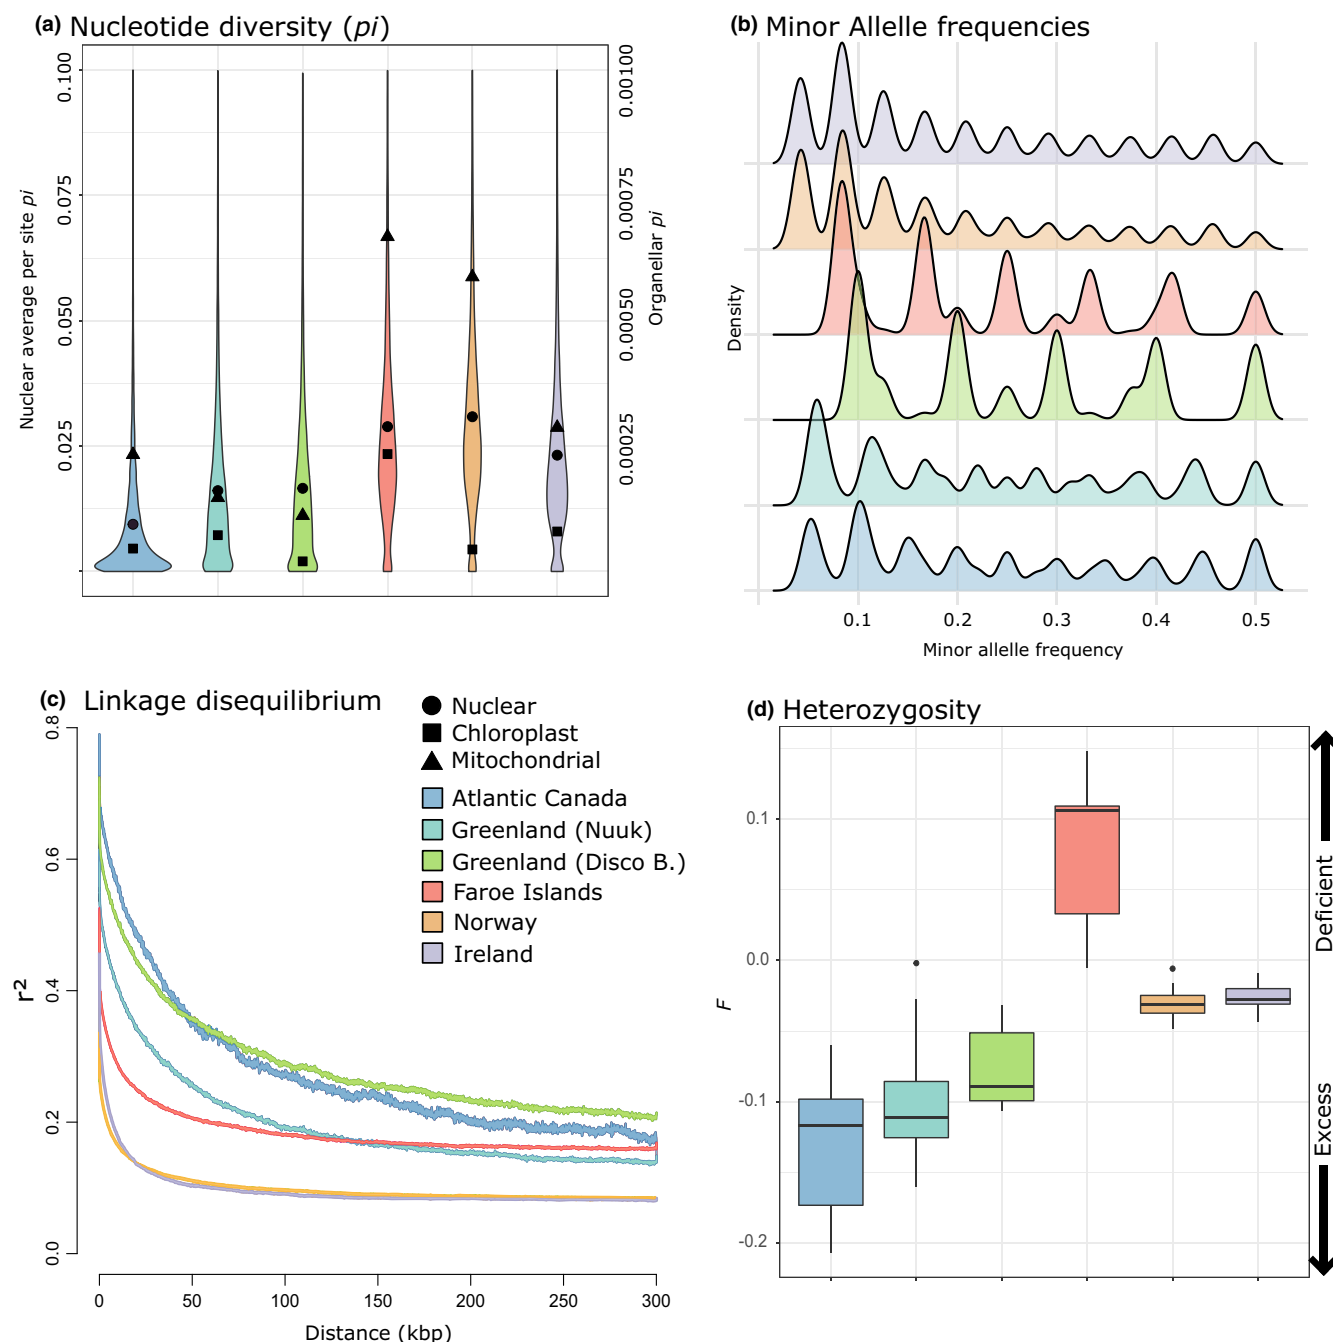 (a) Nucleotide diversity (pi)
Nuclear average per site pi
0.100
0.075
0.050
0.025
0.00100
0.00075
0.00050
0.00025
Organellar pi
(b) Minor Allele frequencies
Density
0.1 0.2 0.3 0.4 0.5
Minor allele frequency
(c) Linkage disequilibrium
r²
0.8
0.6
0.4
0.2
0.0
0 50 100 150 200 250 300
Distance (kbp)
Nuclear
Chloroplast
Mitochondrial
Atlantic Canada
Greenland (Nuuk)
Greenland (Disco B.)
Faroe Islands
Norway
Ireland
(d) Heterozygosity
F
0.1
0.0
-0.1
-0.2
Deficient
Excess